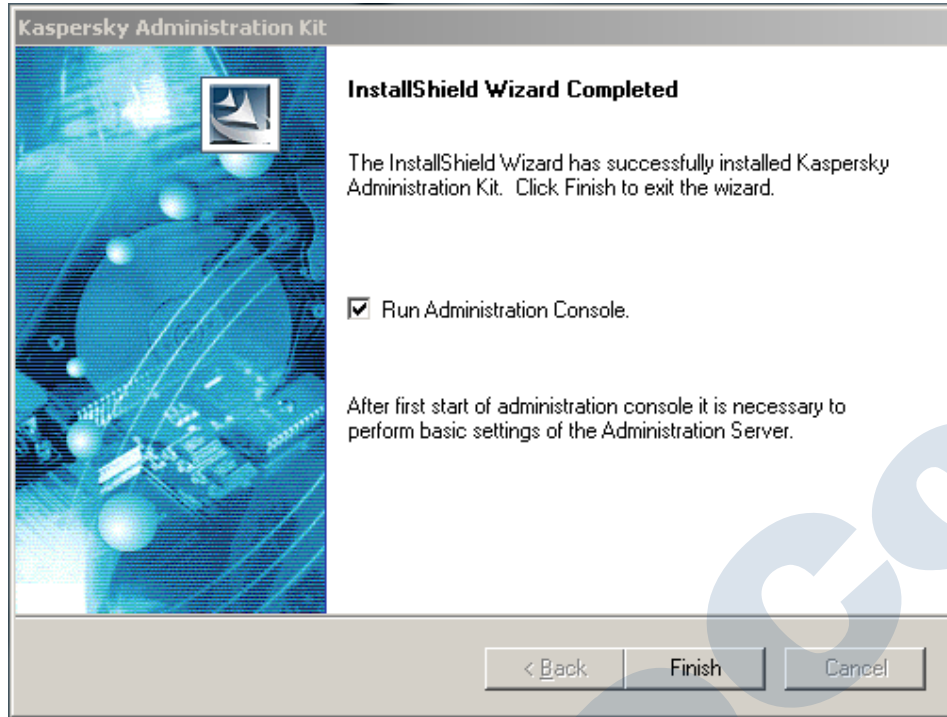 Kaspersky Administration Kit
InstallShield Wizard Completed
The InstallShield Wizard has successfully installed Kaspersky
Administration Kit. Click Finish to exit the wizard.
Run Administration Console.
After first start of administration console it is necessary to
perform basic settings of the Administration Server.
< Back
Finish
Cancel